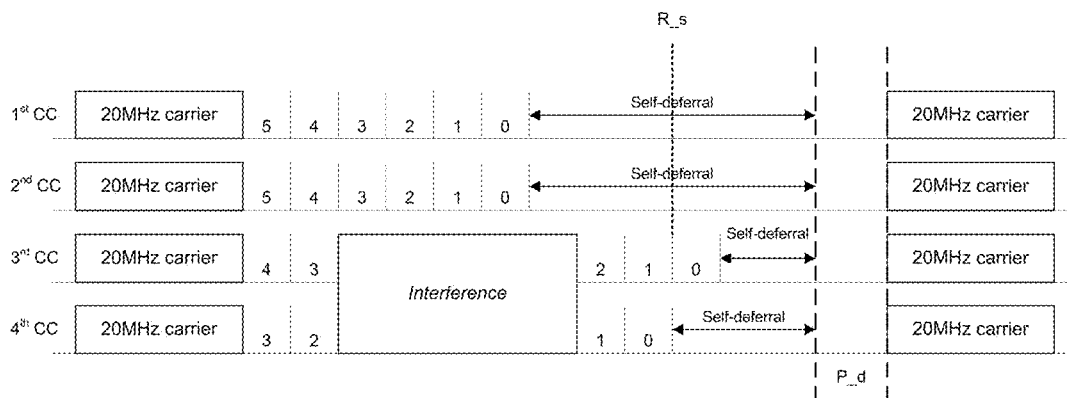 R_s
1st CC 20MHz carrier 5 4 3 2 1 0 Self-deferral 20MHz carrier
2nd CC 20MHz carrier 5 4 3 2 1 0 Self-deferral 20MHz carrier
3rd CC 20MHz carrier 4 3 2 1 0 Self-deferral 20MHz carrier
Interference
4th CC 20MHz carrier 3 2 1 0 Self-deferral 20MHz carrier
P_d